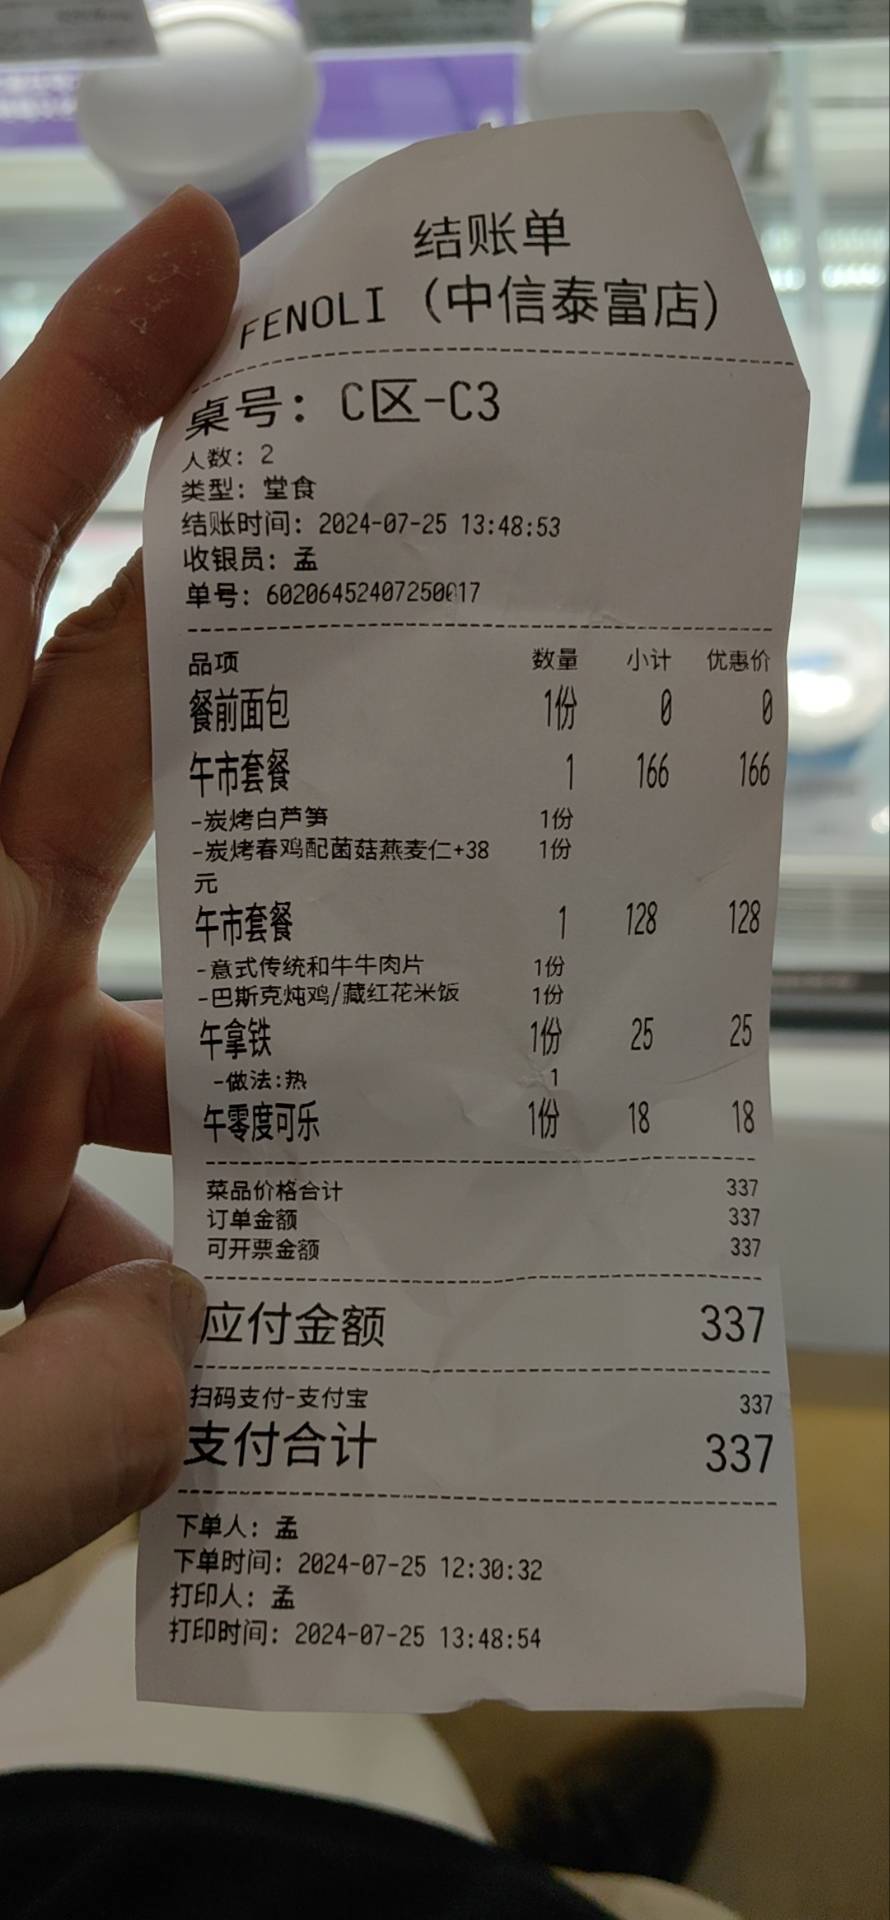 结账单
FENOLI（中信泰富店）
桌号：C区-C3
人数：2
类型：堂食
结账时间：2024-07-25 13:48:53
收银员：孟
单号：60206452407250017
品项 数量 小计 优惠价
餐前面包 1份 0 0
午市套餐 1 166 166
-炭烤白芦笋 1份
-炭烤春鸡配菌菇燕麦仁+38 1份
元
午市套餐 1 128 128
-意式传统和牛牛肉片 1份
-巴斯克炖鸡/藏红花米饭 1份
午拿铁 1份 25 25
-做法:热 1
午零度可乐 1份 18 18
菜品价格合计 337
订单金额 337
可开票金额 337
应付金额 337
扫码支付-支付宝 337
支付合计 337
下单人：孟
下单时间：2024-07-25 12:30:32
打印人：孟
打印时间：2024-07-25 13:48:54